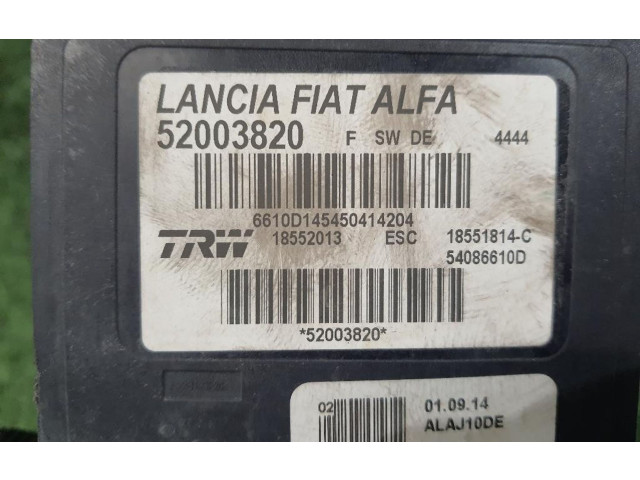 LANCIA FIAT ALFA
52003820 F SW DE 4444
6610D145450414204
TRW 18552013 ESC 18551814-C
54086610D
*52003820*
02 01.09.14
ALAJ10DE